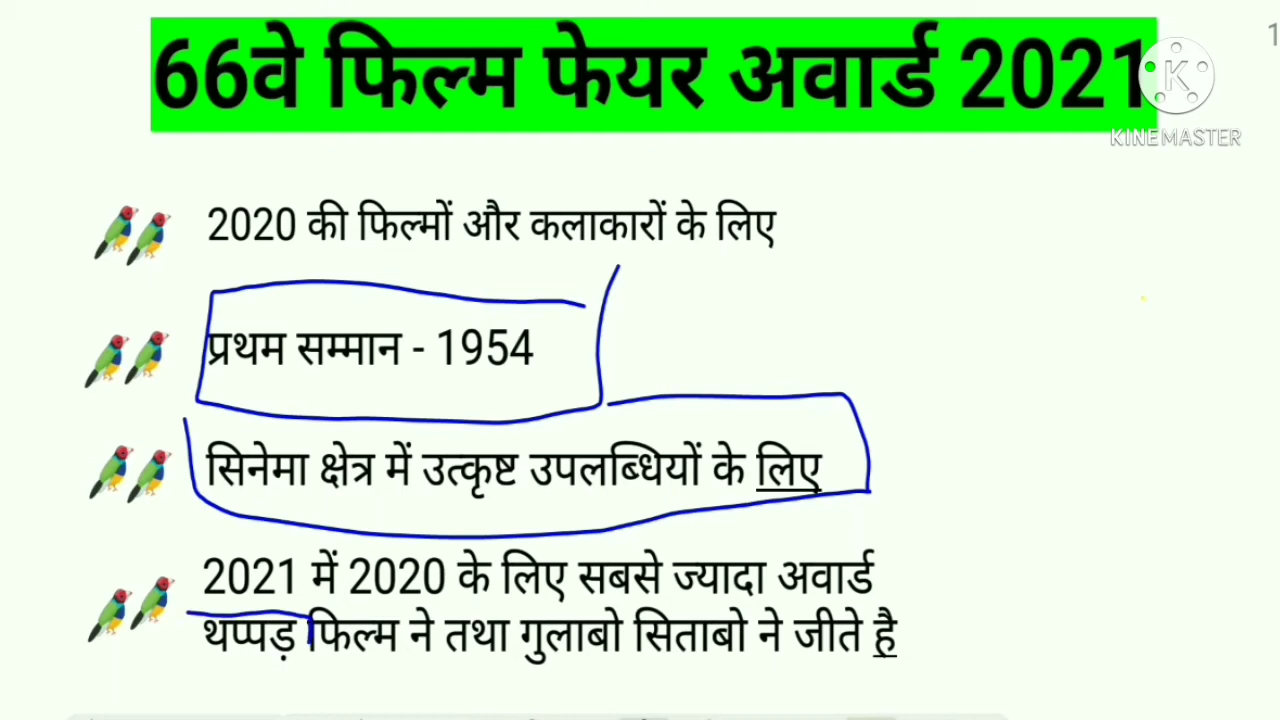 66वे फिल्म फेयर अवार्ड 2021
K
KINEMASTER
1
2020 की फिल्मों और कलाकारों के लिए
प्रथम सम्मान - 1954
सिनेमा क्षेत्र में उत्कृष्ट उपलब्धियों के लिए
2021 में 2020 के लिए सबसे ज्यादा अवार्ड
थप्पड़ फिल्म ने तथा गुलाबो सिताबो ने जीते है